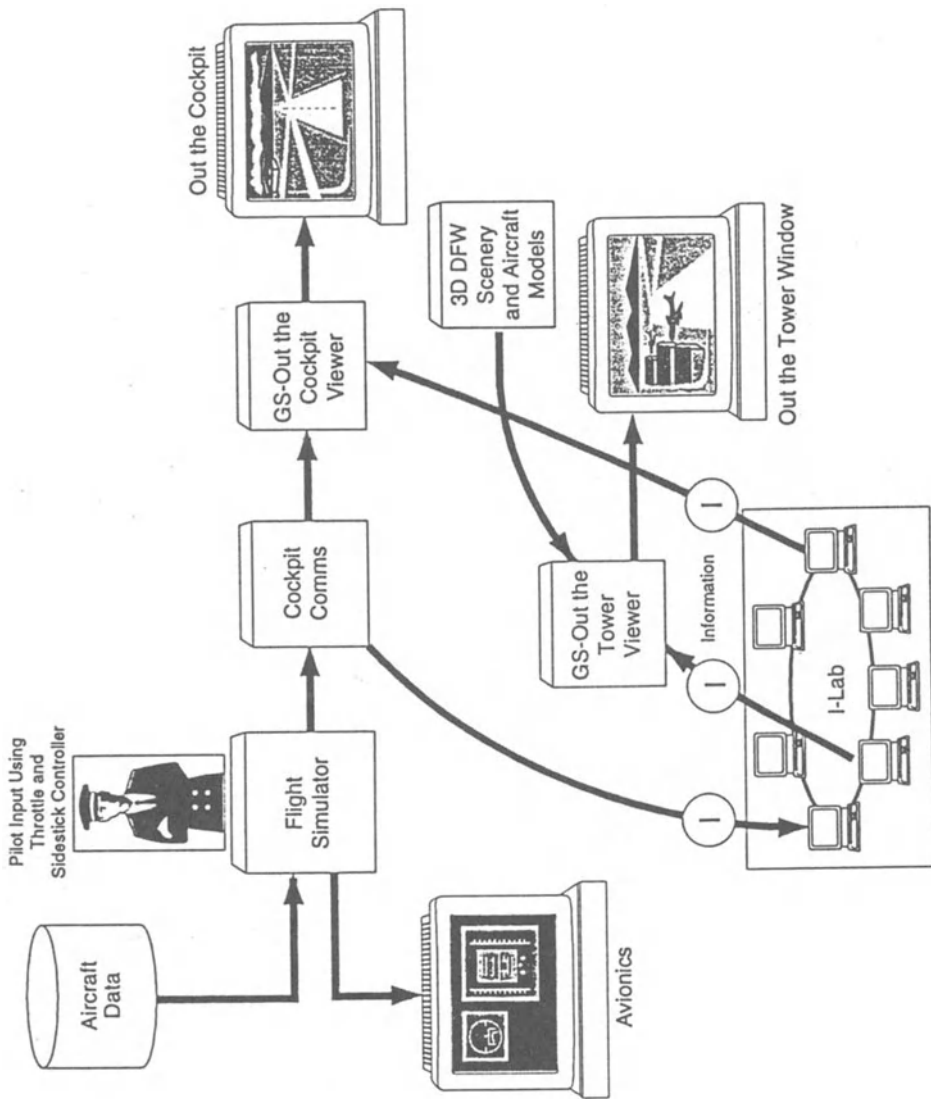 Pilot Input Using
Throttle and
Sidestick Controller
Aircraft
Data
Flight
Simulator
Cockpit
Comms
GS-Out the
Cockpit
Viewer
Out the Cockpit
Avionics
GS-Out the
Tower
Viewer
3D DFW
Scenery
and Aircraft
Models
Out the Tower Window
I
I
Information
I
I-Lab